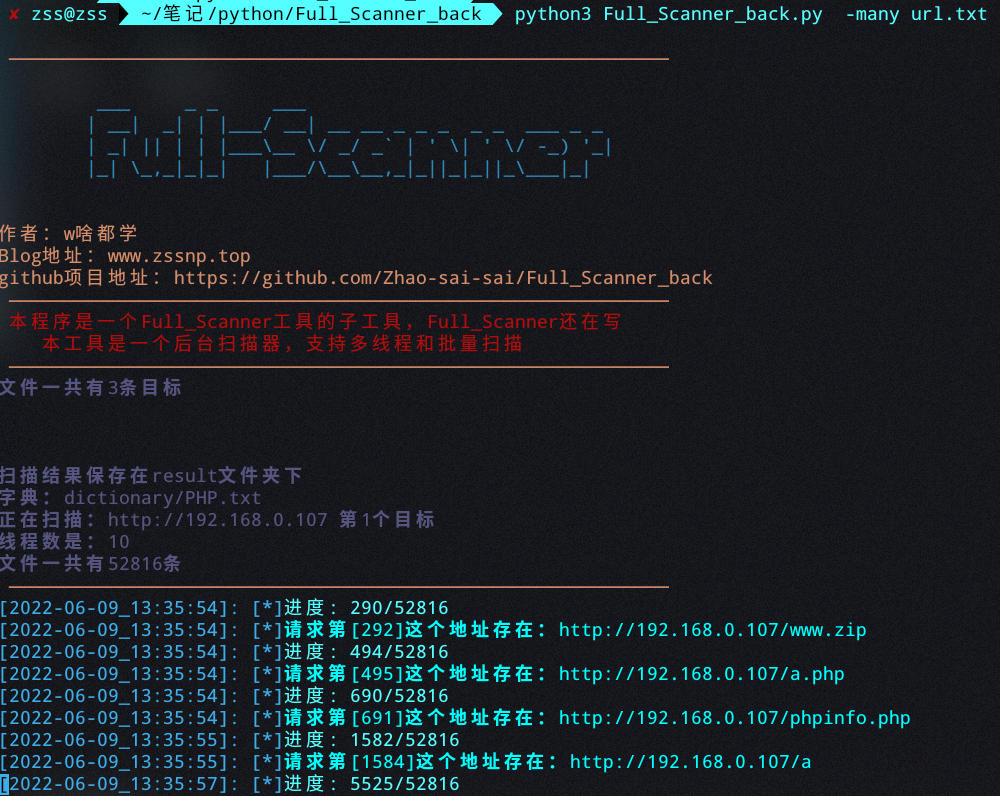 ✘ zss@zss ~/笔记/python/Full_Scanner_back python3 Full_Scanner_back.py -many url.txt
Full-Scanner
作者：w啥都学
Blog地址：www.zssnp.top
github项目地址：https://github.com/Zhao-sai-sai/Full_Scanner_back
本程序是一个Full_Scanner工具的子工具，Full_Scanner还在写
本工具是一个后台扫描器，支持多线程和批量扫描
文件一共有3条目标
扫描结果保存在result文件夹下
字典：dictionary/PHP.txt
正在扫描：http://192.168.0.107 第1个目标
线程数是：10
文件一共有52816条
[2022-06-09_13:35:54]: [*]进度：290/52816
[2022-06-09_13:35:54]: [*]请求第[292]这个地址存在：http://192.168.0.107/www.zip
[2022-06-09_13:35:54]: [*]进度：494/52816
[2022-06-09_13:35:54]: [*]请求第[495]这个地址存在：http://192.168.0.107/a.php
[2022-06-09_13:35:54]: [*]进度：690/52816
[2022-06-09_13:35:54]: [*]请求第[691]这个地址存在：http://192.168.0.107/phpinfo.php
[2022-06-09_13:35:55]: [*]进度：1582/52816
[2022-06-09_13:35:55]: [*]请求第[1584]这个地址存在：http://192.168.0.107/a
[2022-06-09_13:35:57]: [*]进度：5525/52816